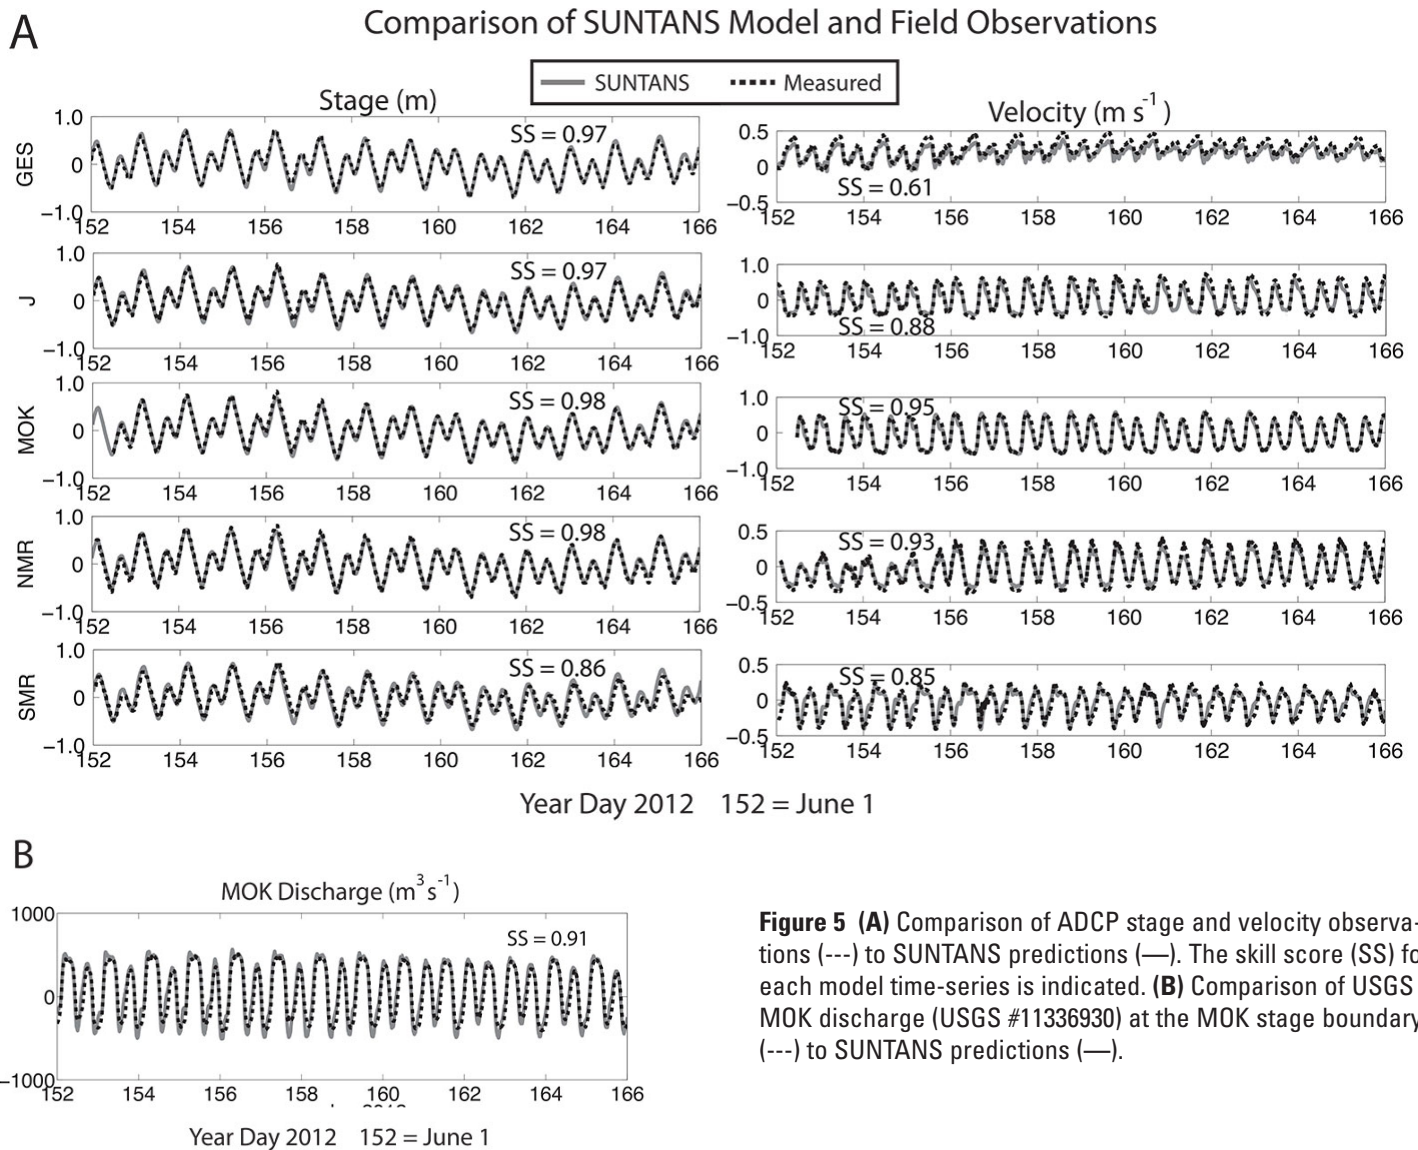 A
Comparison of SUNTANS Model and Field Observations
SUNTANS Measured
Stage (m)
Velocity (m s-1)
GES
1.0
0
−1.0
SS = 0.97
152 154 156 158 160 162 164 166
0.5
0
−0.5
SS = 0.61
152 154 156 158 160 162 164 166
J
1.0
0
−1.0
SS = 0.97
152 154 156 158 160 162 164 166
1.0
0
−1.0
SS = 0.88
152 154 156 158 160 162 164 166
MOK
1.0
0
−1.0
SS = 0.98
152 154 156 158 160 162 164 166
1.0
0
−1.0
SS = 0.95
152 154 156 158 160 162 164 166
NMR
1.0
0
−1.0
SS = 0.98
152 154 156 158 160 162 164 166
0.5
0
−0.5
SS = 0.93
152 154 156 158 160 162 164 166
SMR
1.0
0
−1.0
SS = 0.86
152 154 156 158 160 162 164 166
0.5
0
−0.5
SS = 0.85
152 154 156 158 160 162 164 166
Year Day 2012 152 = June 1
B
MOK Discharge (m3s-1)
1000
0
−1000
SS = 0.91
152 154 156 158 160 162 164 166
Year Day 2012 152 = June 1
Figure 5 (A) Comparison of ADCP stage and velocity observa-
tions (---) to SUNTANS predictions (—). The skill score (SS) fo
each model time-series is indicated. (B) Comparison of USGS
MOK discharge (USGS #11336930) at the MOK stage boundary
(---) to SUNTANS predictions (—).